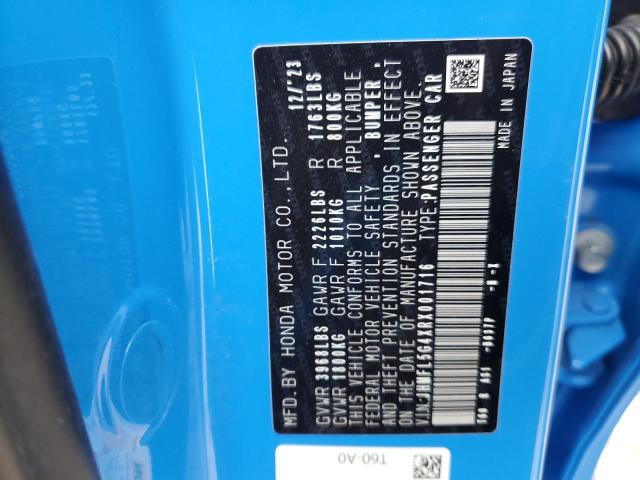 MFD.BY HONDA MOTOR CO.,LTD. 12/'23
GVWR 3968LBS GAWR F 2226LBS R 1763LBS
GVWR 1800KG GAWR F 1010KG R 800KG
THIS VEHICLE CONFORMS TO ALL APPLICABLE
FEDERAL MOTOR VEHICLE SAFETY , BUMPER ,
AND THEFT PREVENTION STANDARDS IN EFFECT
ON THE DATE OF MANUFACTURE SHOWN ABOVE.
VIN:JHMFL5G4XRX001716 TYPE:PASSENGER CAR
MADE IN JAPAN
T60-A0